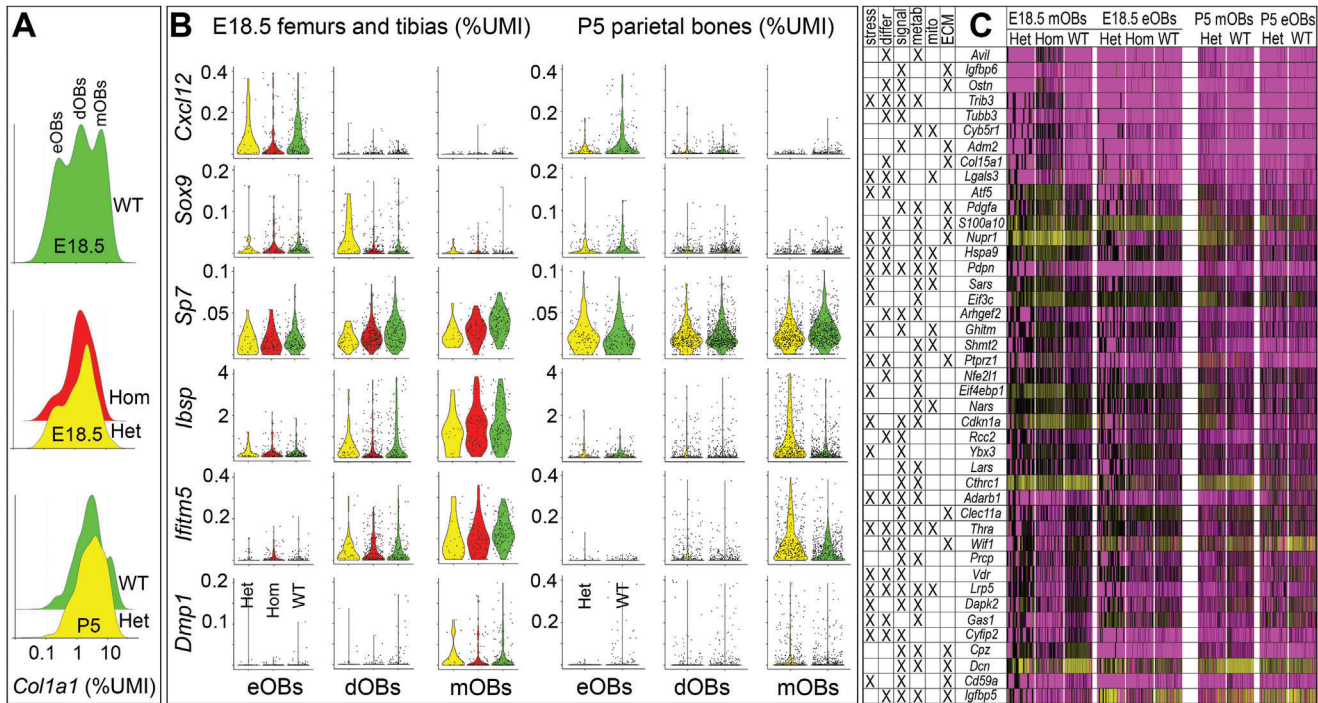 A
eOBs
dOBs
mOBs
WT
E18.5
Hom
E18.5
Het
WT
P5
Het
0.1 1 10
Col1a1 (%UMI)
B
E18.5 femurs and tibias (%UMI) P5 parietal bones (%UMI)
Cxcl12
0.4
0.2
0.4
0.2
Sox9
0.1
0.1
Sp7
0.1
.05
0.1
.05
Ibsp
4
2
4
2
Ifitm5
0.4
0.2
0.4
0.2
Dmp1
0.2
0.1
0.4
0.2
Het Hom WT
Het WT
eOBs dOBs mOBs eOBs dOBs mOBs
C
stress differ signal metab mito ECM
E18.5 mOBs E18.5 eOBs P5 mOBs P5 eOBs
Het Hom WT Het Hom WT Het WT Het WT
X X Avil
X X Igfbp6
X X X Ostn
X X X X Trib3
X X Tubb3
X X Cyb5r1
X X Adm2
X X Col15a1
X X X X Lgals3
X X Atf5
X X X Pdgfa
X X X S100a10
X X X X Nupr1
X X X X Hspa9
X X X X X Pdpn
X X X Sars
X X Eif3c
X X X Arhgef2
X X X Ghitm
X X Shmt2
X X X X Ptprz1
X X Nfe2l1
X X Eif4ebp1
X X Nars
X X X Cdkn1a
X X Rcc2
X X Ybx3
X X Lars
X X Cthrc1
X X X X Adarb1
X X Clec11a
X X X X X Thra
X X X Wif1
X X Prcp
X X X Vdr
X X X X X Lrp5
X X X Dapk2
X X X Gas1
X X X Cyfip2
X X X Cpz
X X X Dcn
X X X Cd59a
X X X X Igfbp5